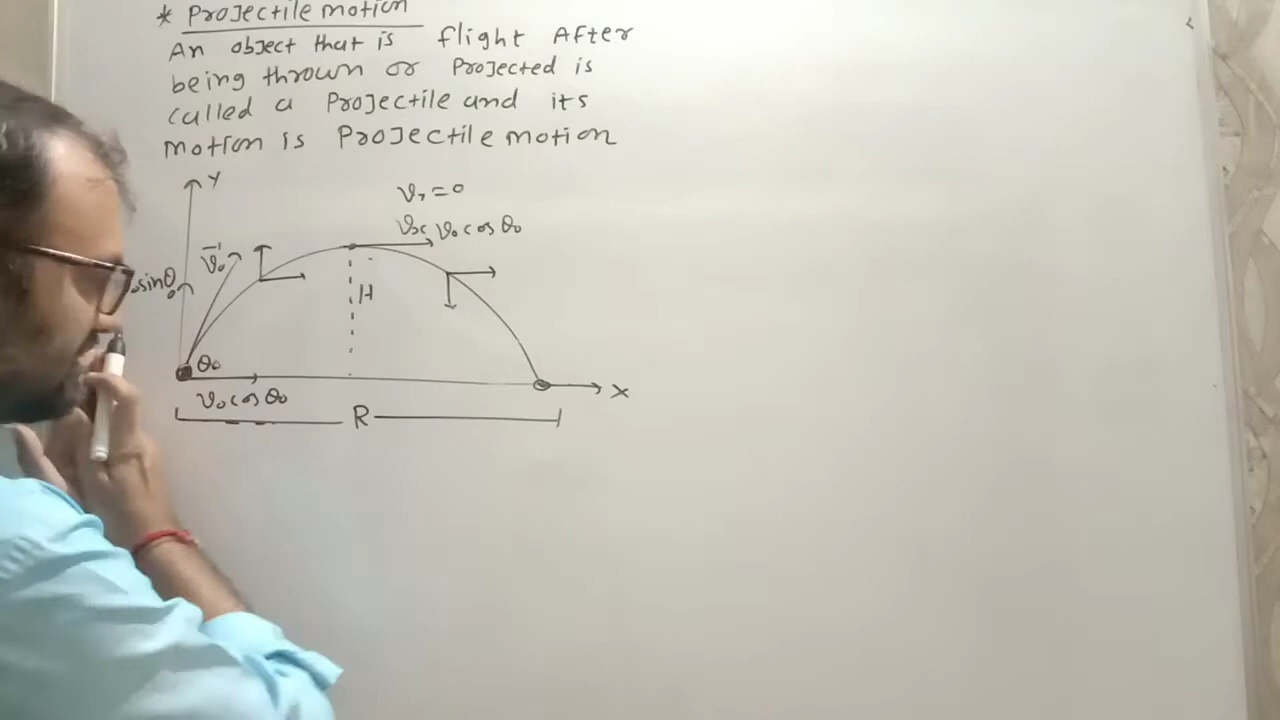 * Projectile motion
An object that is flight After
being thrown or Projected is
called a Projectile and its
motion is Projectile motion
Y
vy = 0
vx v₀ cos θ₀
v₀
sinθ₀
H
θ₀
X
v₀ cos θ₀
R